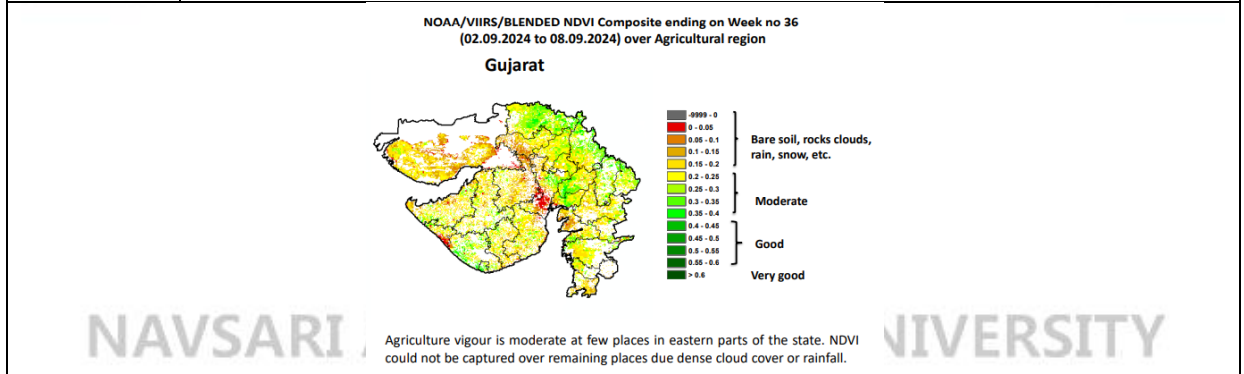 NOAA/VIIRS/BLENDED NDVI Composite ending on Week no 36
(02.09.2024 to 08.09.2024) over Agricultural region
Gujarat
-9999 - 0
0 - 0.05
0.05 - 0.1
0.1 - 0.15
0.15 - 0.2
0.2 - 0.25
0.25 - 0.3
0.3 - 0.35
0.35 - 0.4
0.4 - 0.45
0.45 - 0.5
0.5 - 0.55
0.55 - 0.6
> 0.6
Bare soil, rocks clouds,
rain, snow, etc.
Moderate
Good
Very good
NAVSARI NIVERSITY
Agriculture vigour is moderate at few places in eastern parts of the state. NDVI
could not be captured over remaining places due dense cloud cover or rainfall.